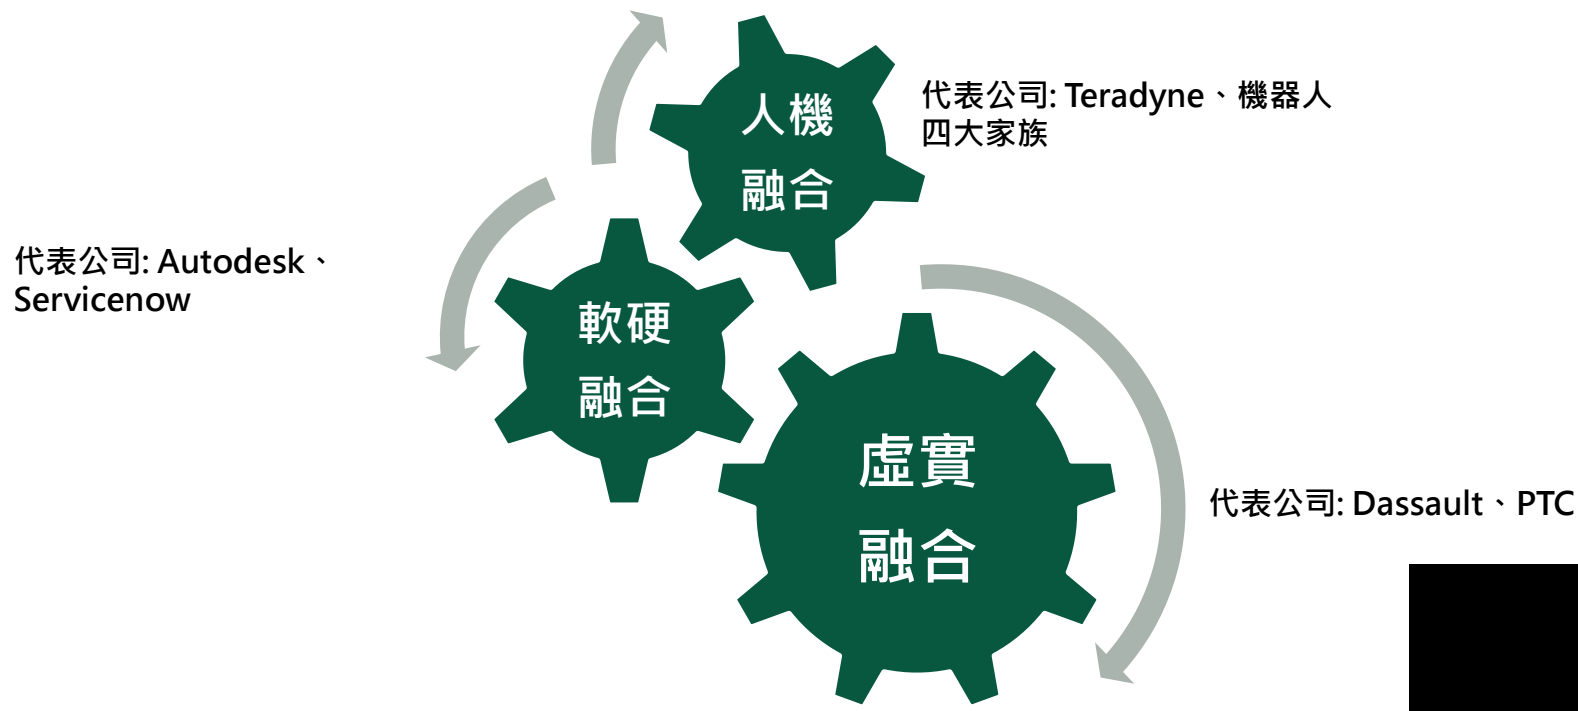 人機
融合
代表公司: Teradyne、機器人
四大家族
代表公司: Autodesk、
Servicenow
軟硬
融合
虛實
融合
代表公司: Dassault、PTC